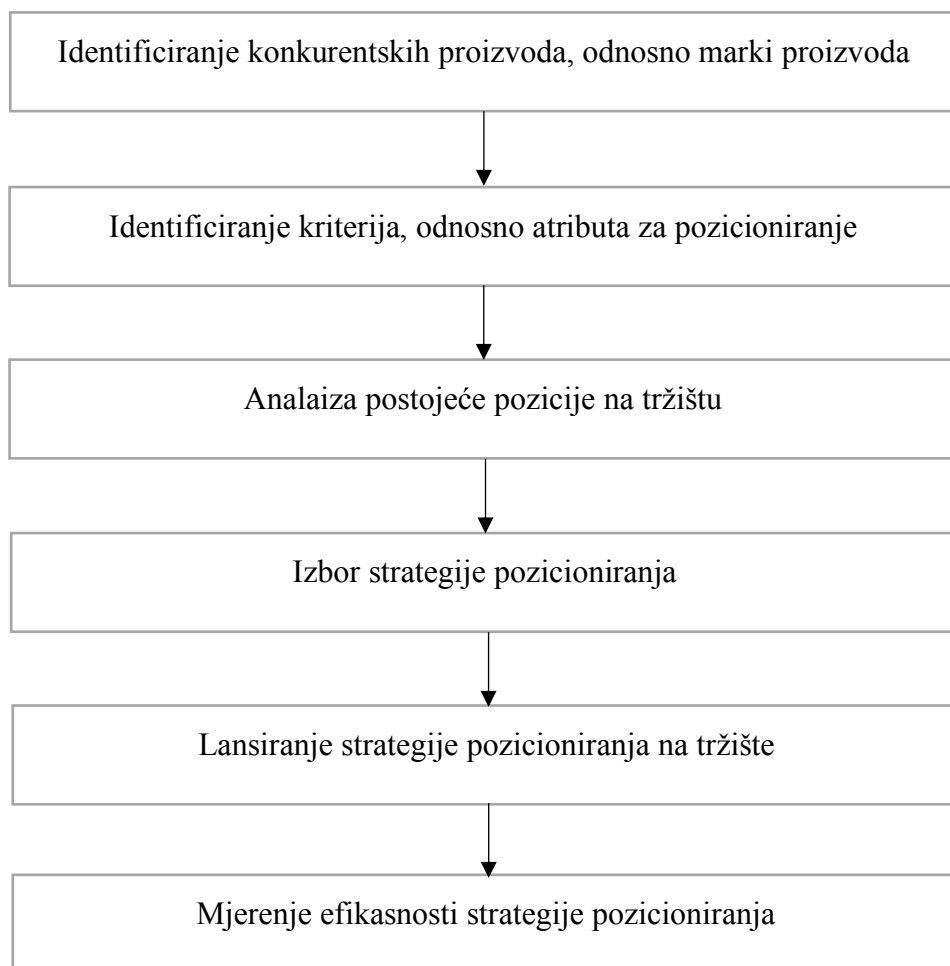 Identificiranje konkurentskih proizvoda, odnosno marki proizvoda
Identificiranje kriterija, odnosno atributa za pozicioniranje
Analaiza postojeće pozicije na tržištu
Izbor strategije pozicioniranja
Lansiranje strategije pozicioniranja na tržište
Mjerenje efikasnosti strategije pozicioniranja